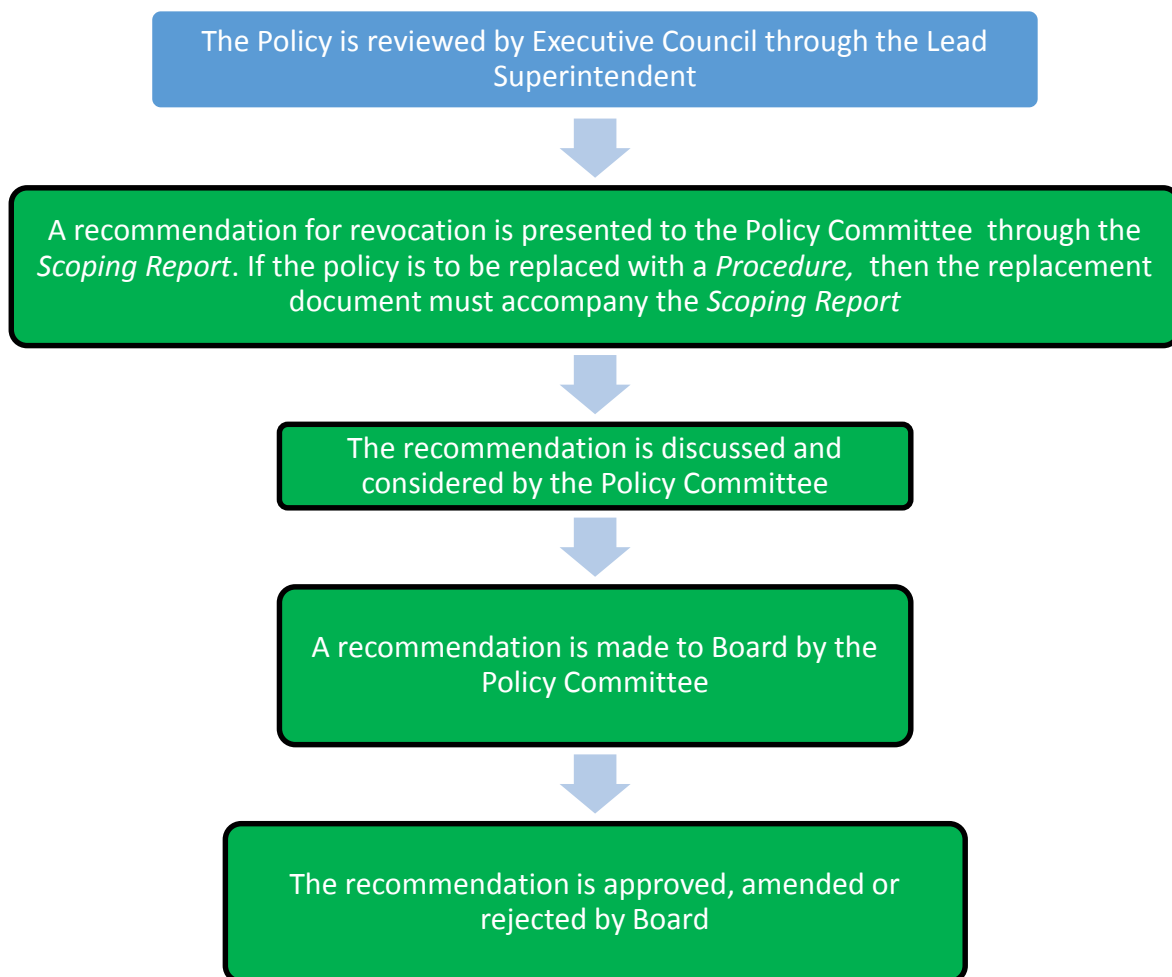 The Policy is reviewed by Executive Council through the Lead
Superintendent
A recommendation for revocation is presented to the Policy Committee  through the
Scoping Report. If the policy is to be replaced with a Procedure,  then the replacement
document must accompany the Scoping Report
The recommendation is discussed and
considered by the Policy Committee
A recommendation is made to Board by the
Policy Committee
The recommendation is approved, amended or
rejected by Board